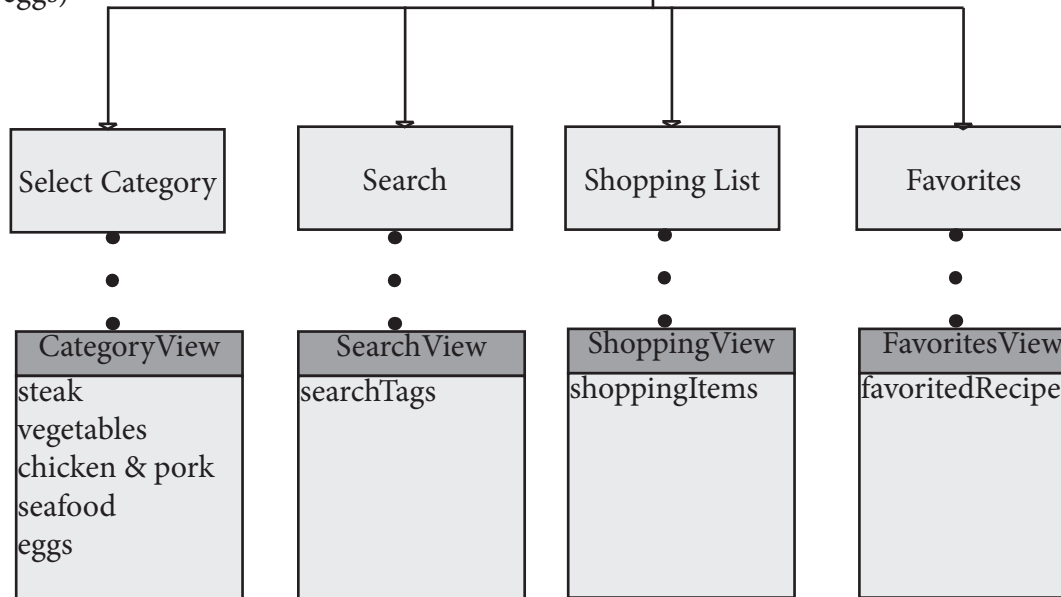 eggs)
Select Category
Search
Shopping List
Favorites
CategoryView
steak
vegetables
chicken & pork
seafood
eggs
SearchView
searchTags
ShoppingView
shoppingItems
FavoritesView
favoritedRecipe